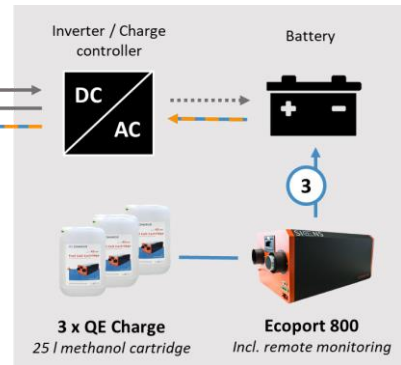 Inverter / Charge
controller
Battery
DC
AC
+ -
3
3 x QE Charge
25 l methanol cartridge
Ecoport 800
Incl. remote monitoring